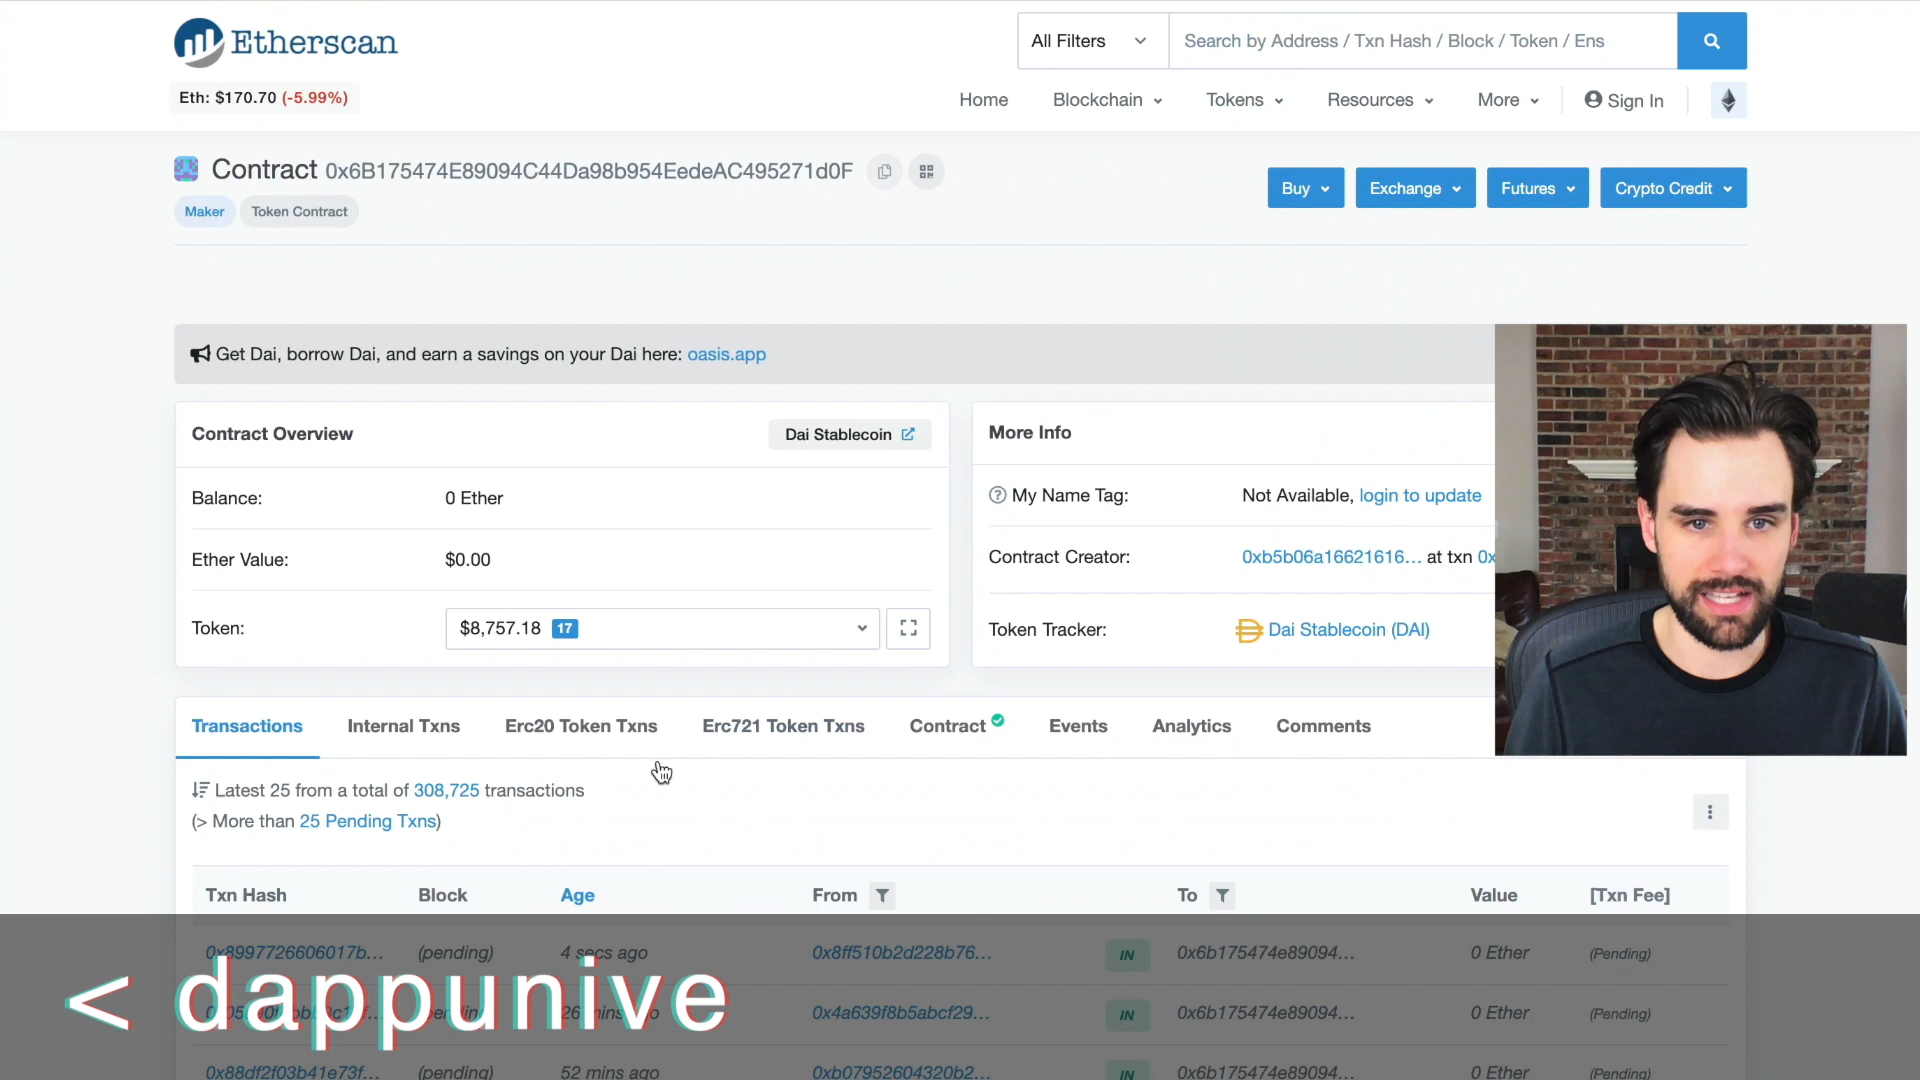 Etherscan
All Filters
Search by Address / Txn Hash / Block / Token / Ens
Eth: $170.70 (-5.99%)
Home
Blockchain
Tokens
Resources
More
Sign In
Contract 0x6B175474E89094C44Da98b954EedeAC495271d0F
Buy
Exchange
Futures
Crypto Credit
Maker
Token Contract
Get Dai, borrow Dai, and earn a savings on your Dai here: oasis.app
Contract Overview
Dai Stablecoin
Balance:
0 Ether
Ether Value:
$0.00
Token:
$8,757.18 17
More Info
My Name Tag:
Not Available, login to update
Contract Creator:
0xb5b06a16621616... at txn 0x
Token Tracker:
Dai Stablecoin (DAI)
Transactions
Internal Txns
Erc20 Token Txns
Erc721 Token Txns
Contract
Events
Analytics
Comments
Latest 25 from a total of 308,725 transactions
(> More than 25 Pending Txns)
Txn Hash
Block
Age
From
To
Value
[Txn Fee]
0x8997726606017b...
(pending)
4 secs ago
0x8ff510b2d228b76...
IN
0x6b175474e89094...
0 Ether
(Pending)
0x4a639f8b5abcf29...
IN
0x6b175474e89094...
0 Ether
(Pending)
0x88df2f03b41e73f...
(pending)
52 mins ago
0xb07952604320b2...
IN
0x6b175474e89094...
0 Ether
(Pending)
< dappunive